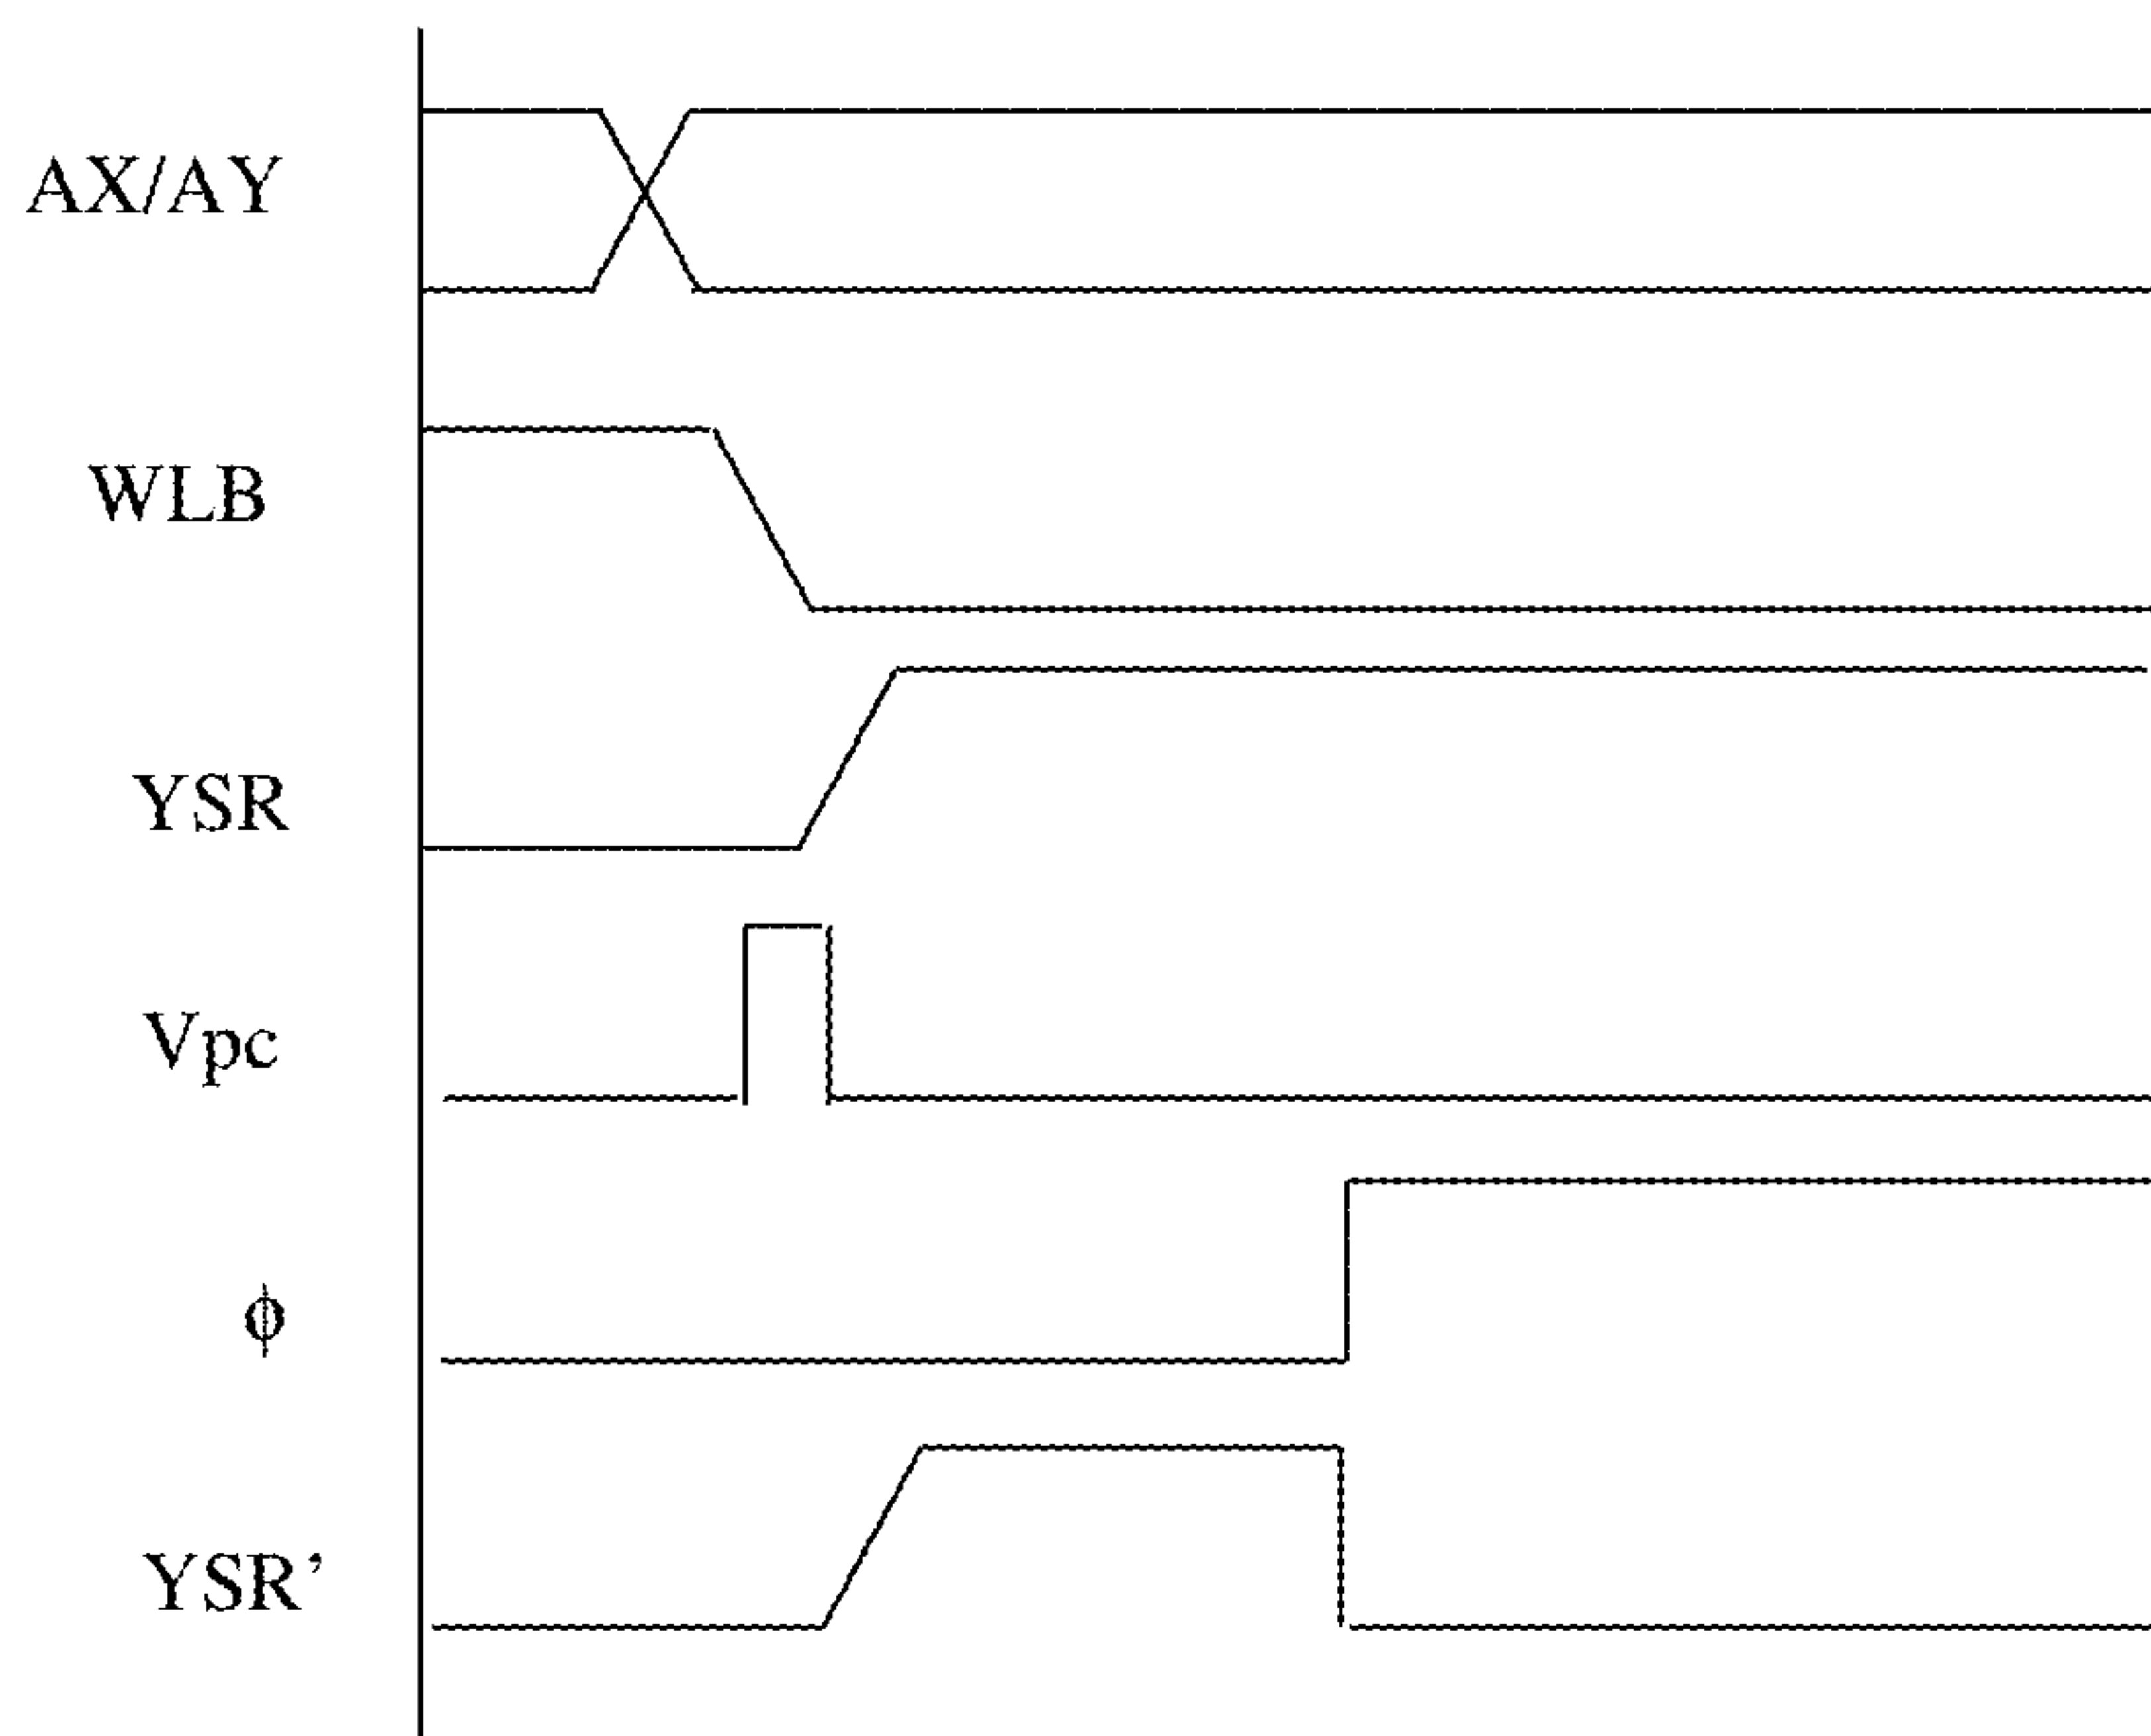 AX/AY
WLB
YSR
Vpc
ϕ
YSR’